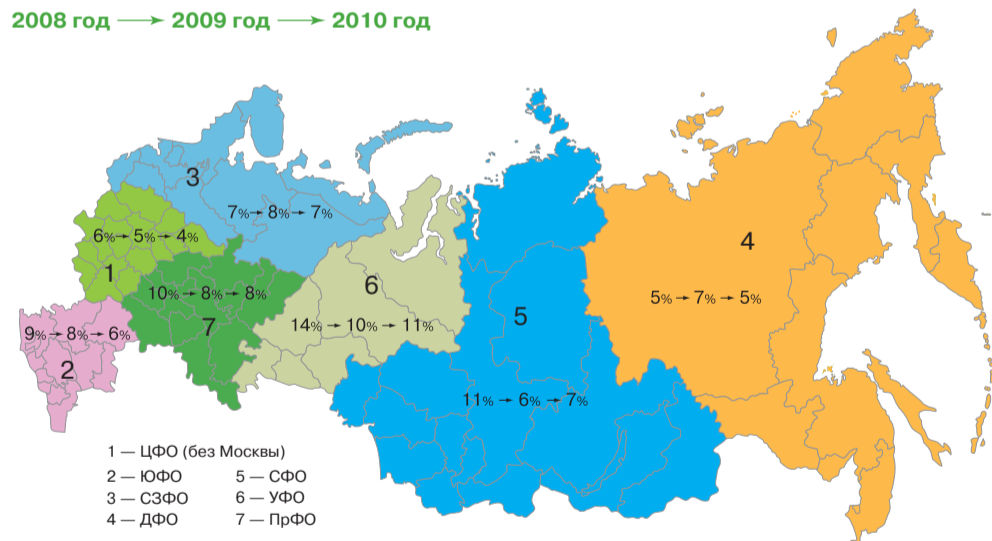 2008 год → 2009 год → 2010 год
3
7% → 8% → 7%
6% → 5% → 4%
4
1
6
10% → 8% → 8%
5% → 7% → 5%
5
7
14% → 10% → 11%
9% → 8% → 6%
2
11% → 6% → 7%
1 — ЦФО (без Москвы)
2 — ЮФО
5 — СФО
3 — СЗФО
6 — УФО
4 — ДФО
7 — ПрФО